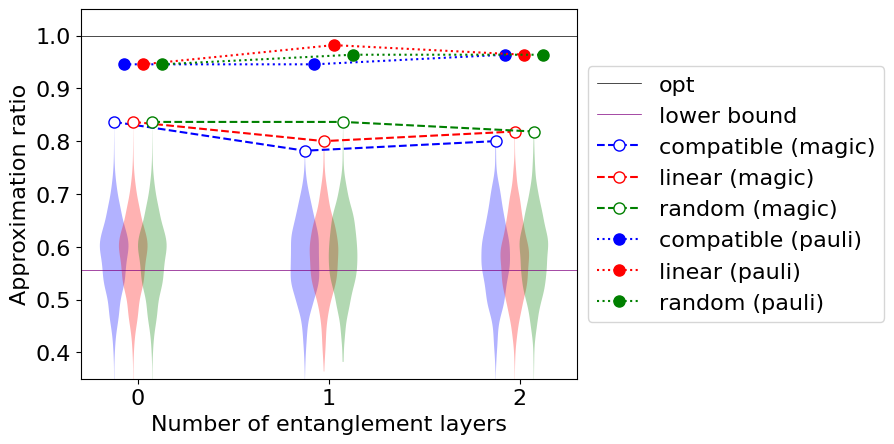 1.0
0.9
0.8
0.7
0.6
0.5
0.4
Approximation ratio
0 1 2
Number of entanglement layers
opt
lower bound
compatible (magic)
linear (magic)
random (magic)
compatible (pauli)
linear (pauli)
random (pauli)